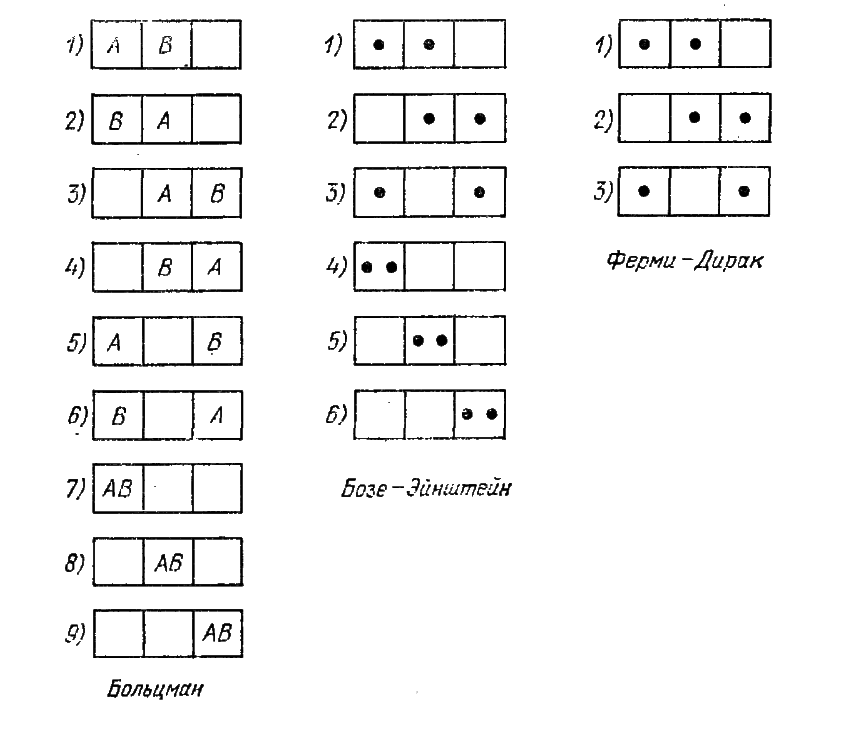 1) A B
2) B A
3) A B
4) B A
5) A B
6) B A
7) AB
8) AB
9) AB
Больцман
1)
2)
3)
4)
5)
6)
Бозе – Эйнштейн
1)
2)
3)
Ферми – Дирак